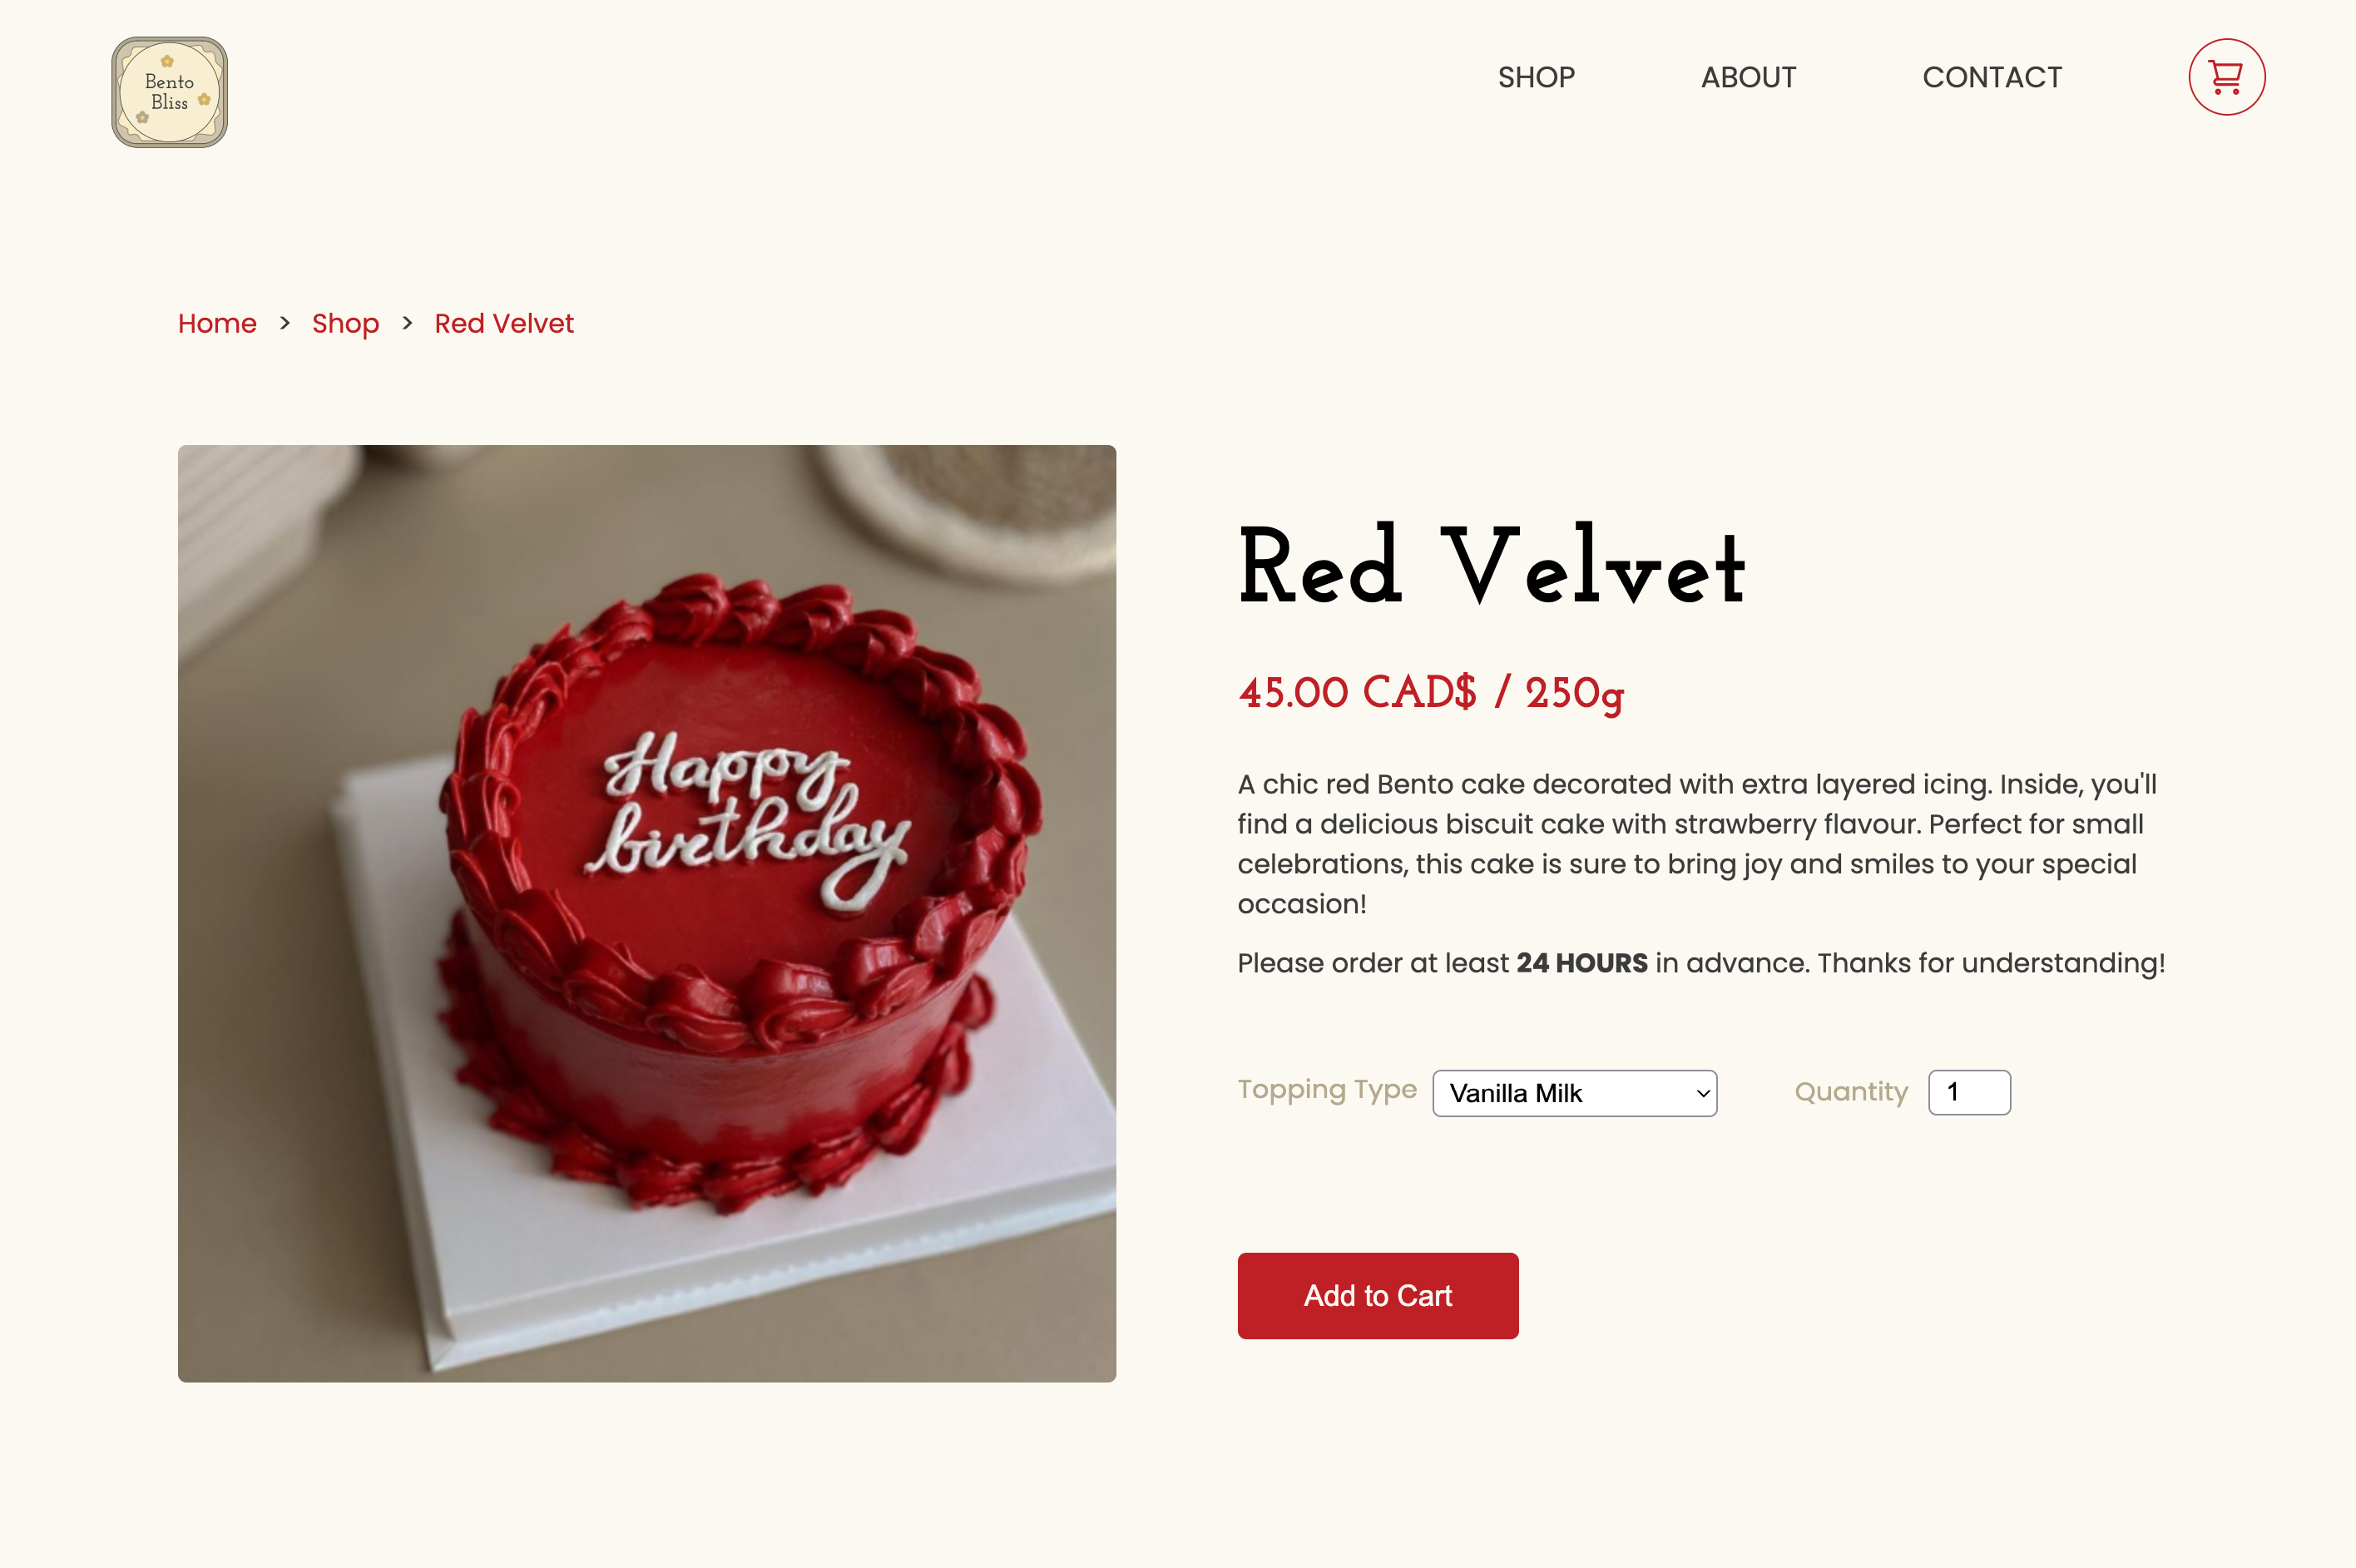 Bento
Bliss
SHOP
ABOUT
CONTACT
Home > Shop > Red Velvet
Happy
birthday
Red Velvet
45.00 CAD$ / 250g
A chic red Bento cake decorated with extra layered icing. Inside, you'll
find a delicious biscuit cake with strawberry flavour. Perfect for small
celebrations, this cake is sure to bring joy and smiles to your special
occasion!
Please order at least 24 HOURS in advance. Thanks for understanding!
Topping Type
Vanilla Milk
Quantity
1
Add to Cart